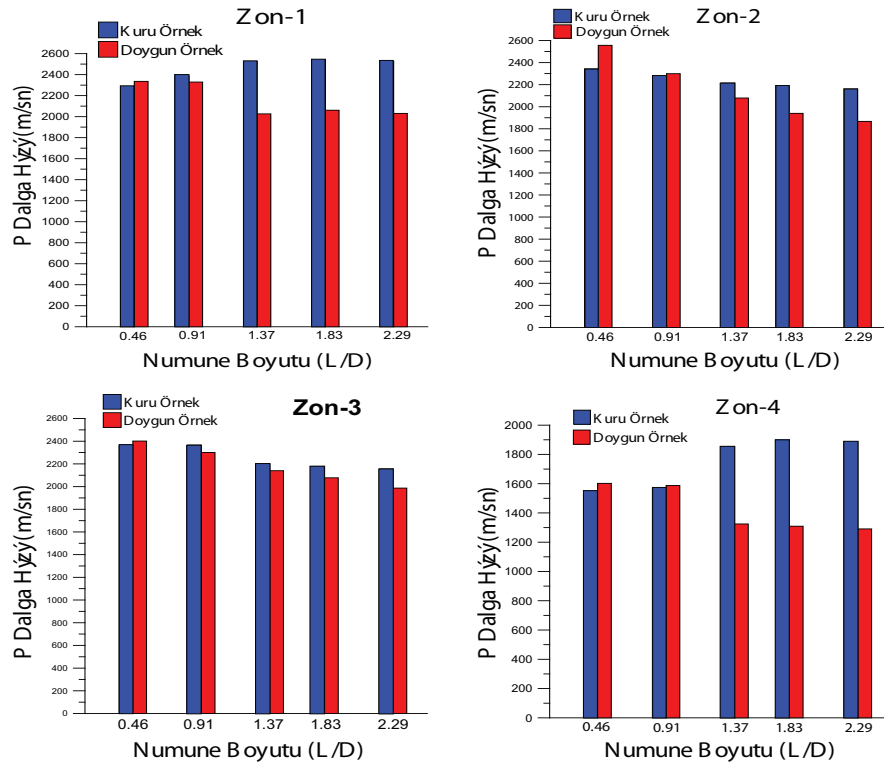 Zon-1
Kuru Örnek
Doygun Örnek
2600
2400
2200
2000
1800
1600
1400
1200
1000
800
600
400
200
0
P Dalga Hýzý(m/sn)
0.46 0.91 1.37 1.83 2.29
Numune Boyutu (L/D)
Zon-2
Kuru Örnek
Doygun Örnek
2600
2400
2200
2000
1800
1600
1400
1200
1000
800
600
400
200
0
P Dalga Hýzý(m/sn)
0.46 0.91 1.37 1.83 2.29
Numune Boyutu (L/D)
Zon-3
Kuru Örnek
Doygun Örnek
2600
2400
2200
2000
1800
1600
1400
1200
1000
800
600
400
200
0
P Dalga Hýzý(m/sn)
0.46 0.91 1.37 1.83 2.29
Numune Boyutu (L/D)
Zon-4
Kuru Örnek
Doygun Örnek
2000
1800
1600
1400
1200
1000
800
600
400
200
0
P Dalga Hýzý(m/sn)
0.46 0.91 1.37 1.83 2.29
Numune Boyutu (L/D)